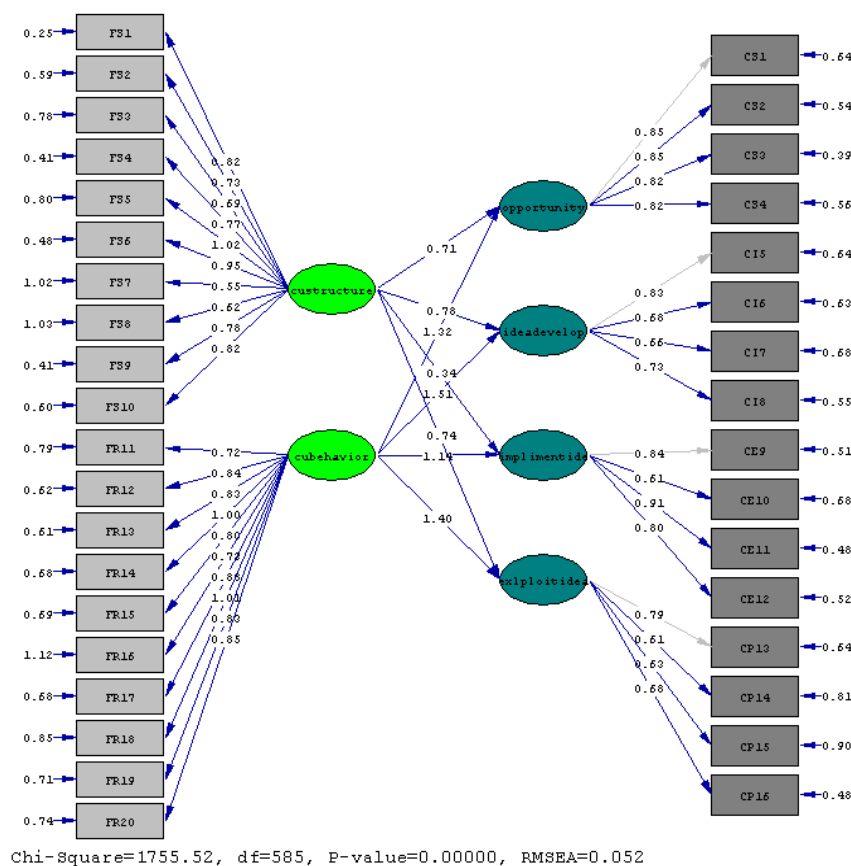 0.25 FS1
0.59 FS2
0.78 FS3
0.41 FS4
0.80 FS5
0.48 FS6
1.02 FS7
1.03 FS8
0.41 FS9
0.60 FS10
0.79 FR11
0.62 FR12
0.61 FR13
0.68 FR14
0.69 FR15
1.12 FR16
0.68 FR17
0.85 FR18
0.71 FR19
0.74 FR20
0.82
0.73
0.69
0.77
1.02
0.95
0.55
0.62
0.78
0.82
0.72
0.84
0.83
1.00
0.80
0.73
0.86
1.01
0.83
0.85
custructure
cubehavior
0.71
0.78
1.32
0.34
1.51
0.74
1.14
1.40
opportunity
ideadevelop
implimentide
exlploitidea
0.85
0.85
0.82
0.82
0.83
0.68
0.66
0.73
0.84
0.61
0.91
0.80
0.79
0.61
0.63
0.68
CS1 0.64
CS2 0.54
CS3 0.39
CS4 0.56
CI5 0.64
CI6 0.63
CI7 0.68
CI8 0.55
CE9 0.51
CE10 0.68
CE11 0.48
CE12 0.52
CP13 0.64
CP14 0.81
CP15 0.90
CP16 0.48
Chi-Square=1755.52, df=585, P-value=0.00000, RMSEA=0.052